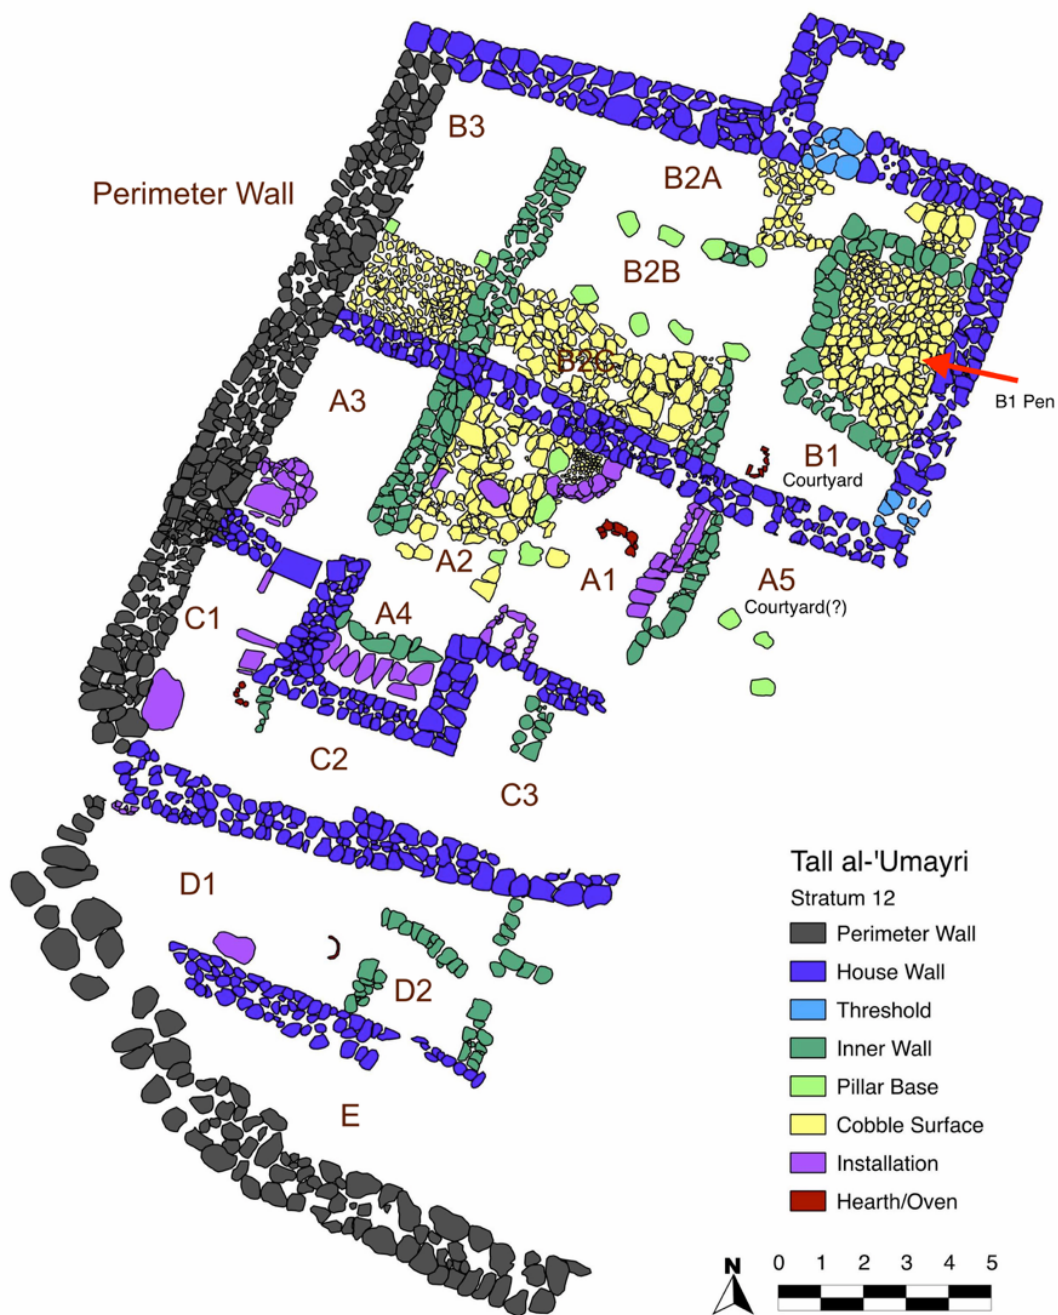 B3
B2A
Perimeter Wall
B2B
B2C
A3
B1 Pen
B1
Courtyard
A2
A1
A5
Courtyard(?)
C1
A4
C2
C3
D1
D2
E
Tall al-'Umayri
Stratum 12
Perimeter Wall
House Wall
Threshold
Inner Wall
Pillar Base
Cobble Surface
Installation
Hearth/Oven
N
0 1 2 3 4 5